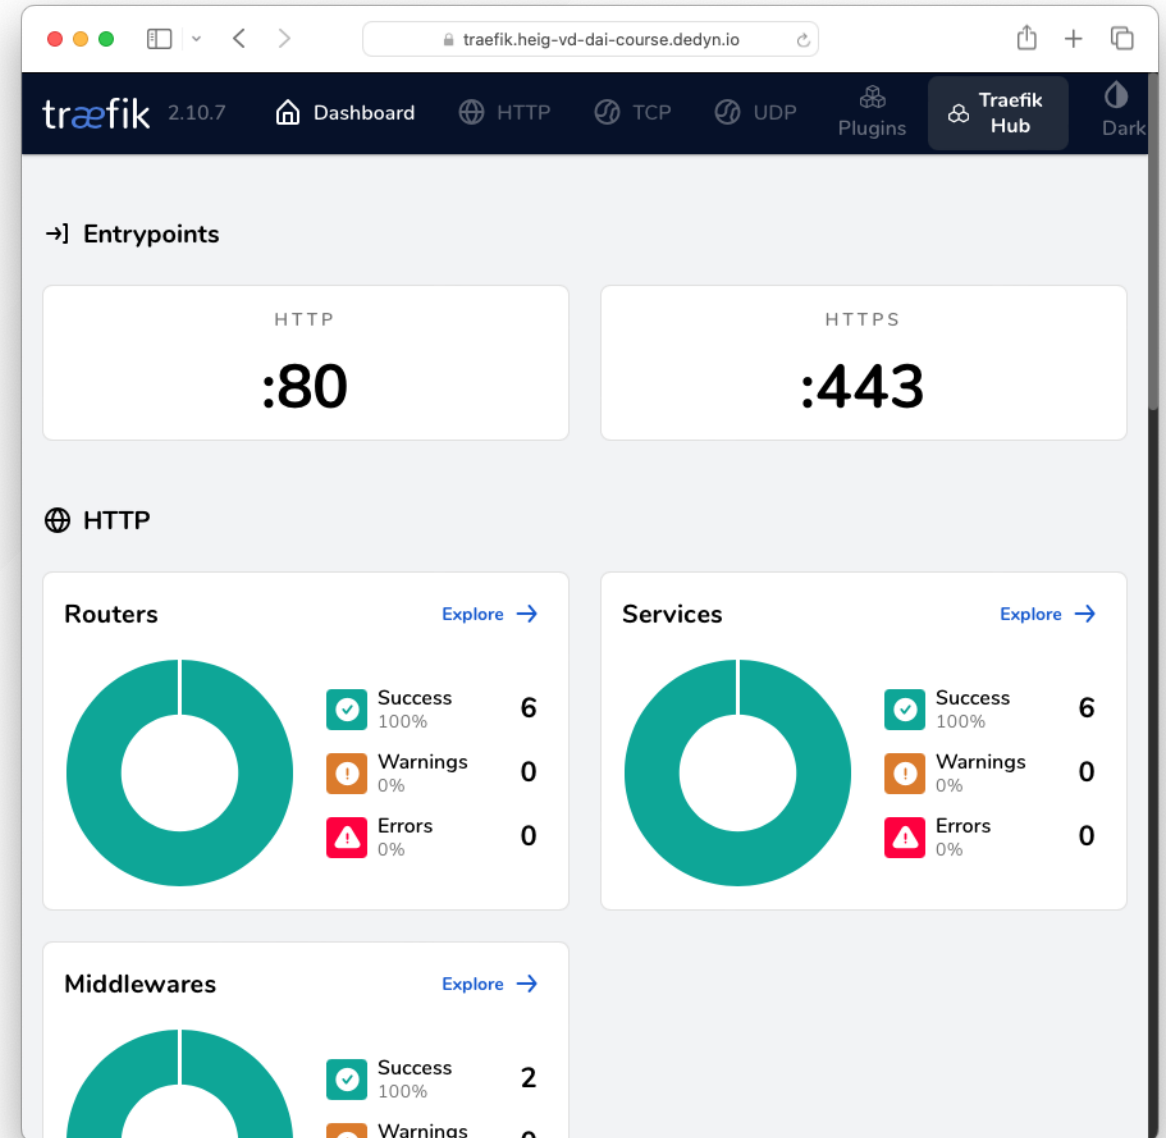 traefik.heig-vd-dai-course.dedyn.io
træfik 2.10.7 Dashboard HTTP TCP UDP Plugins Traefik Hub Dark
Entrypoints
HTTP
:80
HTTPS
:443
HTTP
Routers Explore
Success 6
100%
Warnings 0
0%
Errors 0
0%
Services Explore
Success 6
100%
Warnings 0
0%
Errors 0
0%
Middlewares Explore
Success 2
100%
Warnings 0